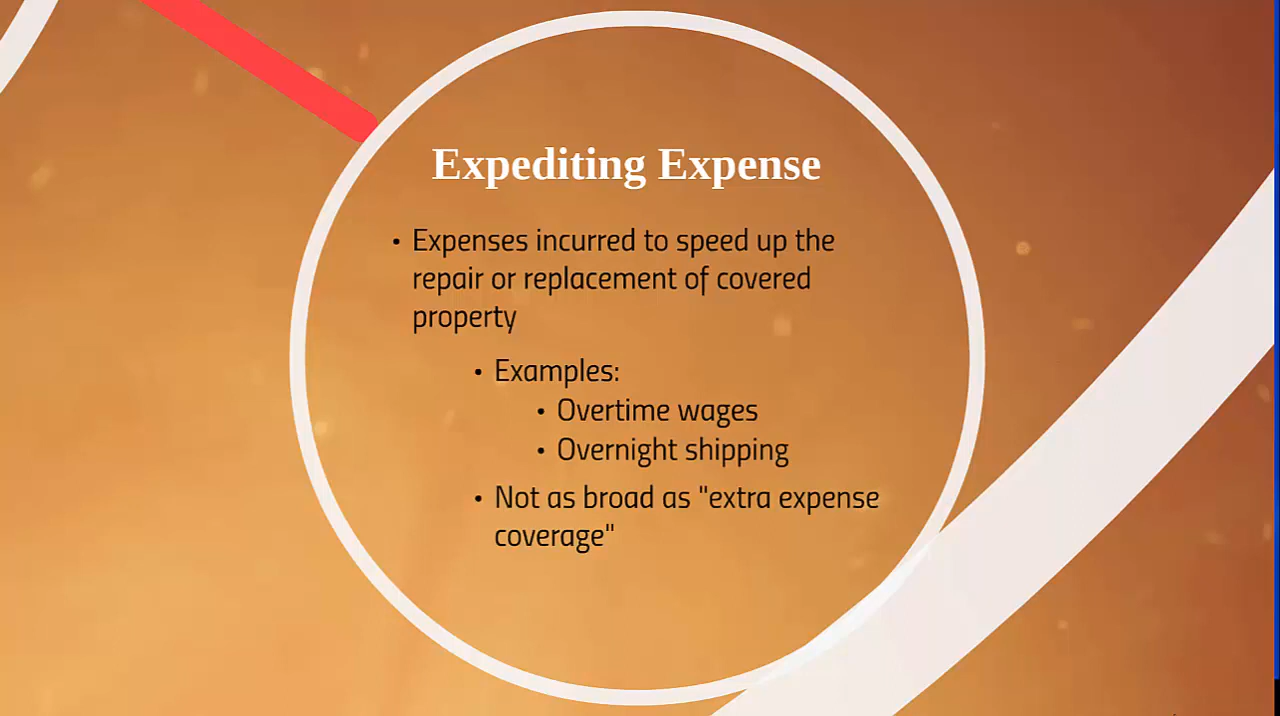 Expediting Expense
• Expenses incurred to speed up the
repair or replacement of covered
property
• Examples:
• Overtime wages
• Overnight shipping
• Not as broad as "extra expense
coverage"